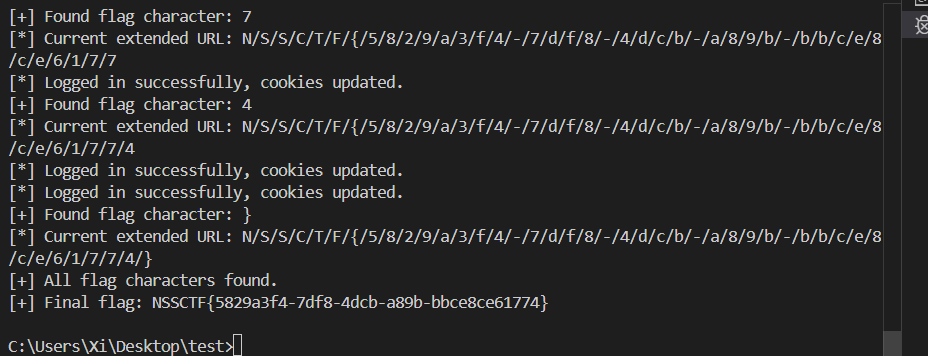 [+] Found flag character: 7
[*] Current extended URL: N/S/S/C/T/F/{/5/8/2/9/a/3/f/4/-/7/d/f/8/-/4/d/c/b/-/a/8/9/b/-/b/b/c/e/8
/c/e/6/1/7/7
[*] Logged in successfully, cookies updated.
[+] Found flag character: 4
[*] Current extended URL: N/S/S/C/T/F/{/5/8/2/9/a/3/f/4/-/7/d/f/8/-/4/d/c/b/-/a/8/9/b/-/b/b/c/e/8
/c/e/6/1/7/7/4
[*] Logged in successfully, cookies updated.
[*] Logged in successfully, cookies updated.
[+] Found flag character: }
[*] Current extended URL: N/S/S/C/T/F/{/5/8/2/9/a/3/f/4/-/7/d/f/8/-/4/d/c/b/-/a/8/9/b/-/b/b/c/e/8
/c/e/6/1/7/7/4/}
[+] All flag characters found.
[+] Final flag: NSSCTF{5829a3f4-7df8-4dcb-a89b-bbce8ce61774}
C:\Users\Xi\Desktop\test>